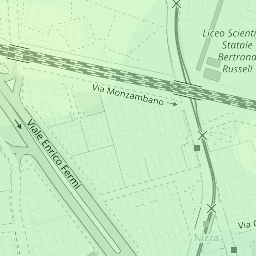 Liceo Scienti
Statale
Bertrand
Russell
Via Monzambano
Viale Enrico Fermi
Via
Nizza